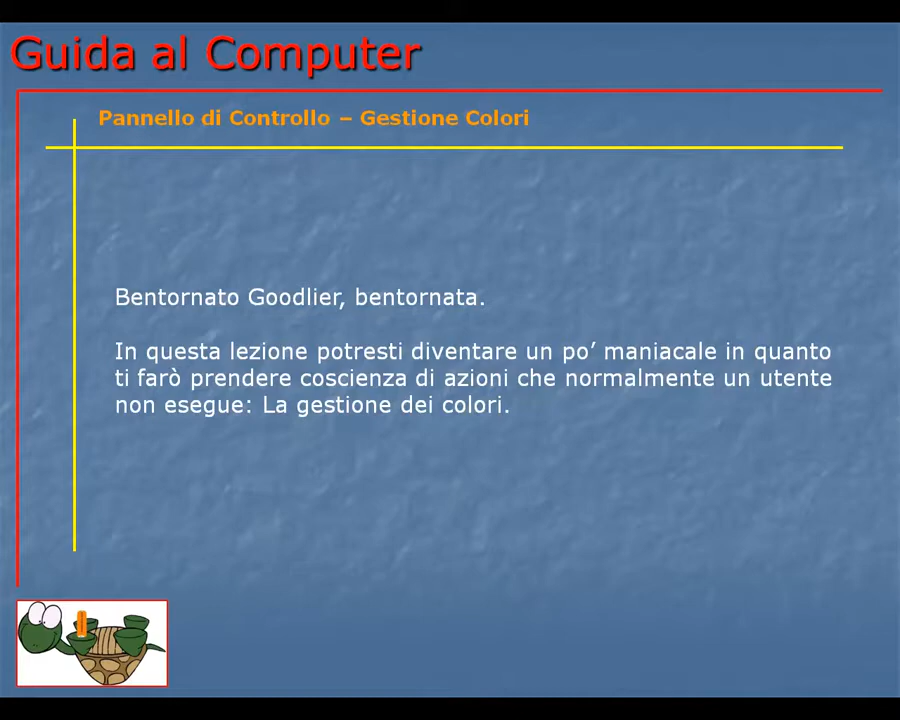 Guida al Computer
Pannello di Controllo – Gestione Colori
Bentornato Goodlier, bentornata.
In questa lezione potresti diventare un po’ maniacale in quanto
ti farò prendere coscienza di azioni che normalmente un utente
non esegue: La gestione dei colori.